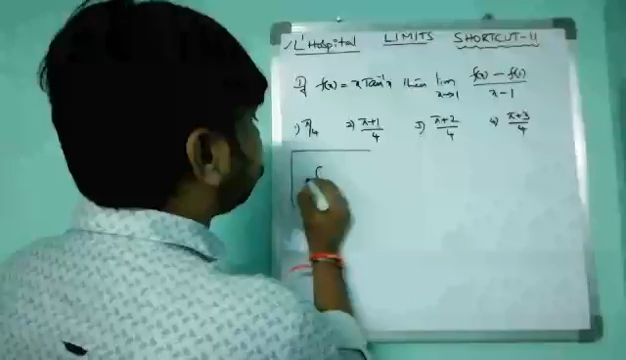 L' Hospital LIMITS SHORTCUT-11
If f(x) = x Tan⁻¹x then lim x→1 f(x) − f(1) / x−1
1) π/4 2) π+1/4 3) π+2/4 4) π+3/4
f